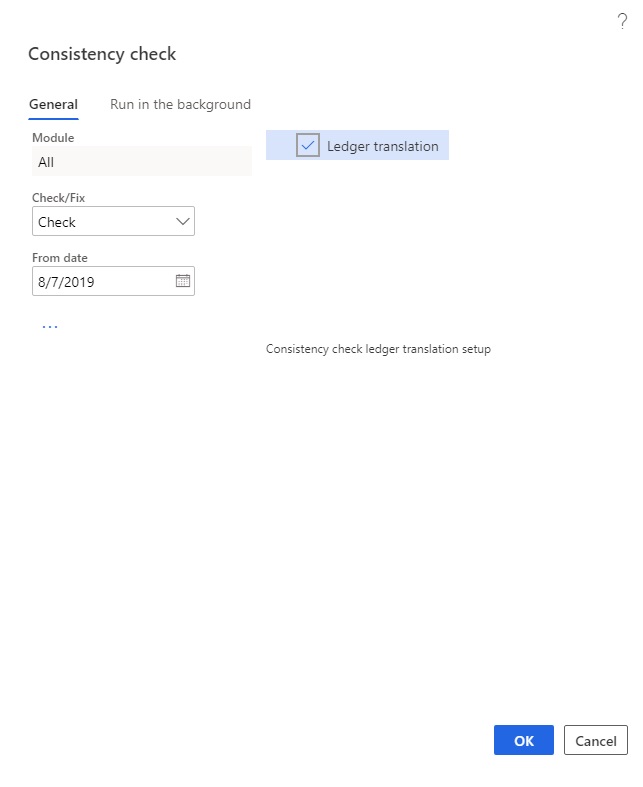 ?
Consistency check
General
Run in the background
Module
All
Ledger translation
Check/Fix
Check
From date
8/7/2019
...
Consistency check ledger translation setup
OK
Cancel